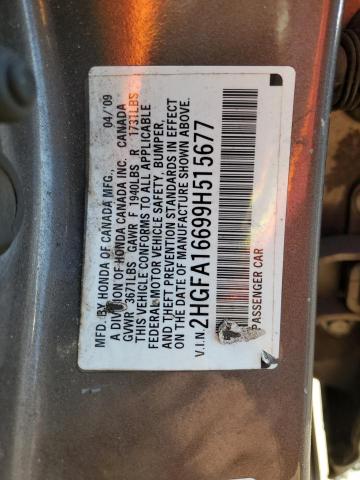 MFD. BY HONDA OF CANADA MFG., 04/09
A DIVISION OF HONDA CANADA INC. CANADA
GVWR 3671LBS GAWR F 1940LBS R 1731LBS
THIS VEHICLE CONFORMS TO ALL APPLICABLE
FEDERAL MOTOR VEHICLE SAFETY, BUMPER,
AND THEFT PREVENTION STANDARDS IN EFFECT
ON THE DATE OF MANUFACTURE SHOWN ABOVE.
V.I.N. 2HGFA16699H515677
PASSENGER CAR